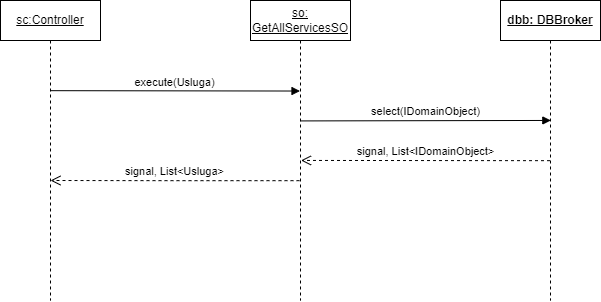 sc:Controller
so:
GetAllServicesSO
dbb: DBBroker
execute(Usluga)
select(IDomainObject)
signal, List<IDomainObject>
signal, List<Usluga>